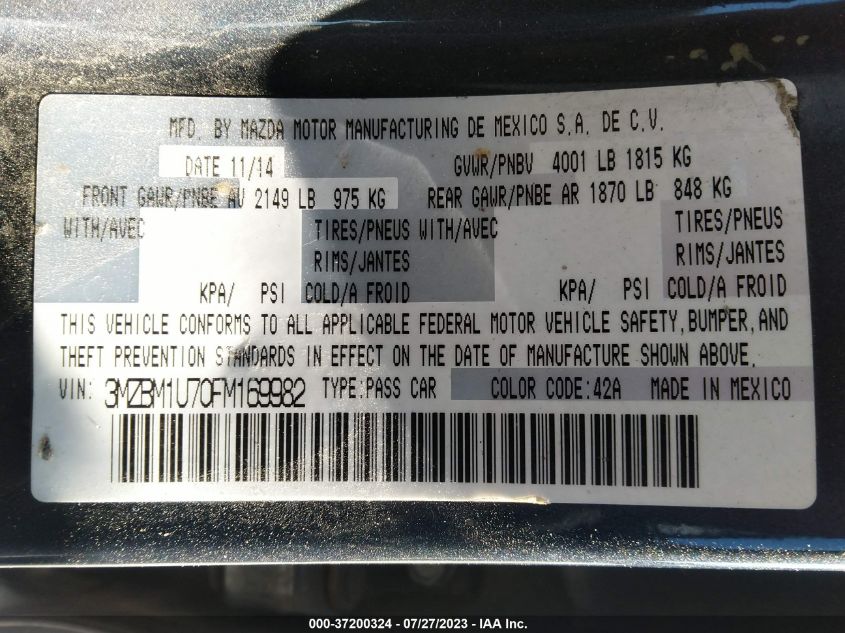 MFD. BY MAZDA MOTOR MANUFACTURING DE MEXICO S.A. DE C.V.
DATE 11/14 GVWR/PNBV 4001 LB 1815 KG
FRONT GAWR/PNBE AV 2149 LB 975 KG REAR GAWR/PNBE AR 1870 LB 848 KG
WITH/AVEC TIRES/PNEUS WITH/AVEC TIRES/PNEUS
RIMS/JANTES RIMS/JANTES
KPA/ PSI COLD/A FROID KPA/ PSI COLD/A FROID
THIS VEHICLE CONFORMS TO ALL APPLICABLE FEDERAL MOTOR VEHICLE SAFETY, BUMPER, AND
THEFT PREVENTION STANDARDS IN EFFECT ON THE DATE OF MANUFACTURE SHOWN ABOVE.
VIN: 3MZBM1U70FM169982 TYPE:PASS CAR COLOR CODE:42A MADE IN MEXICO
000-37200324 - 07/27/2023 - IAA Inc.